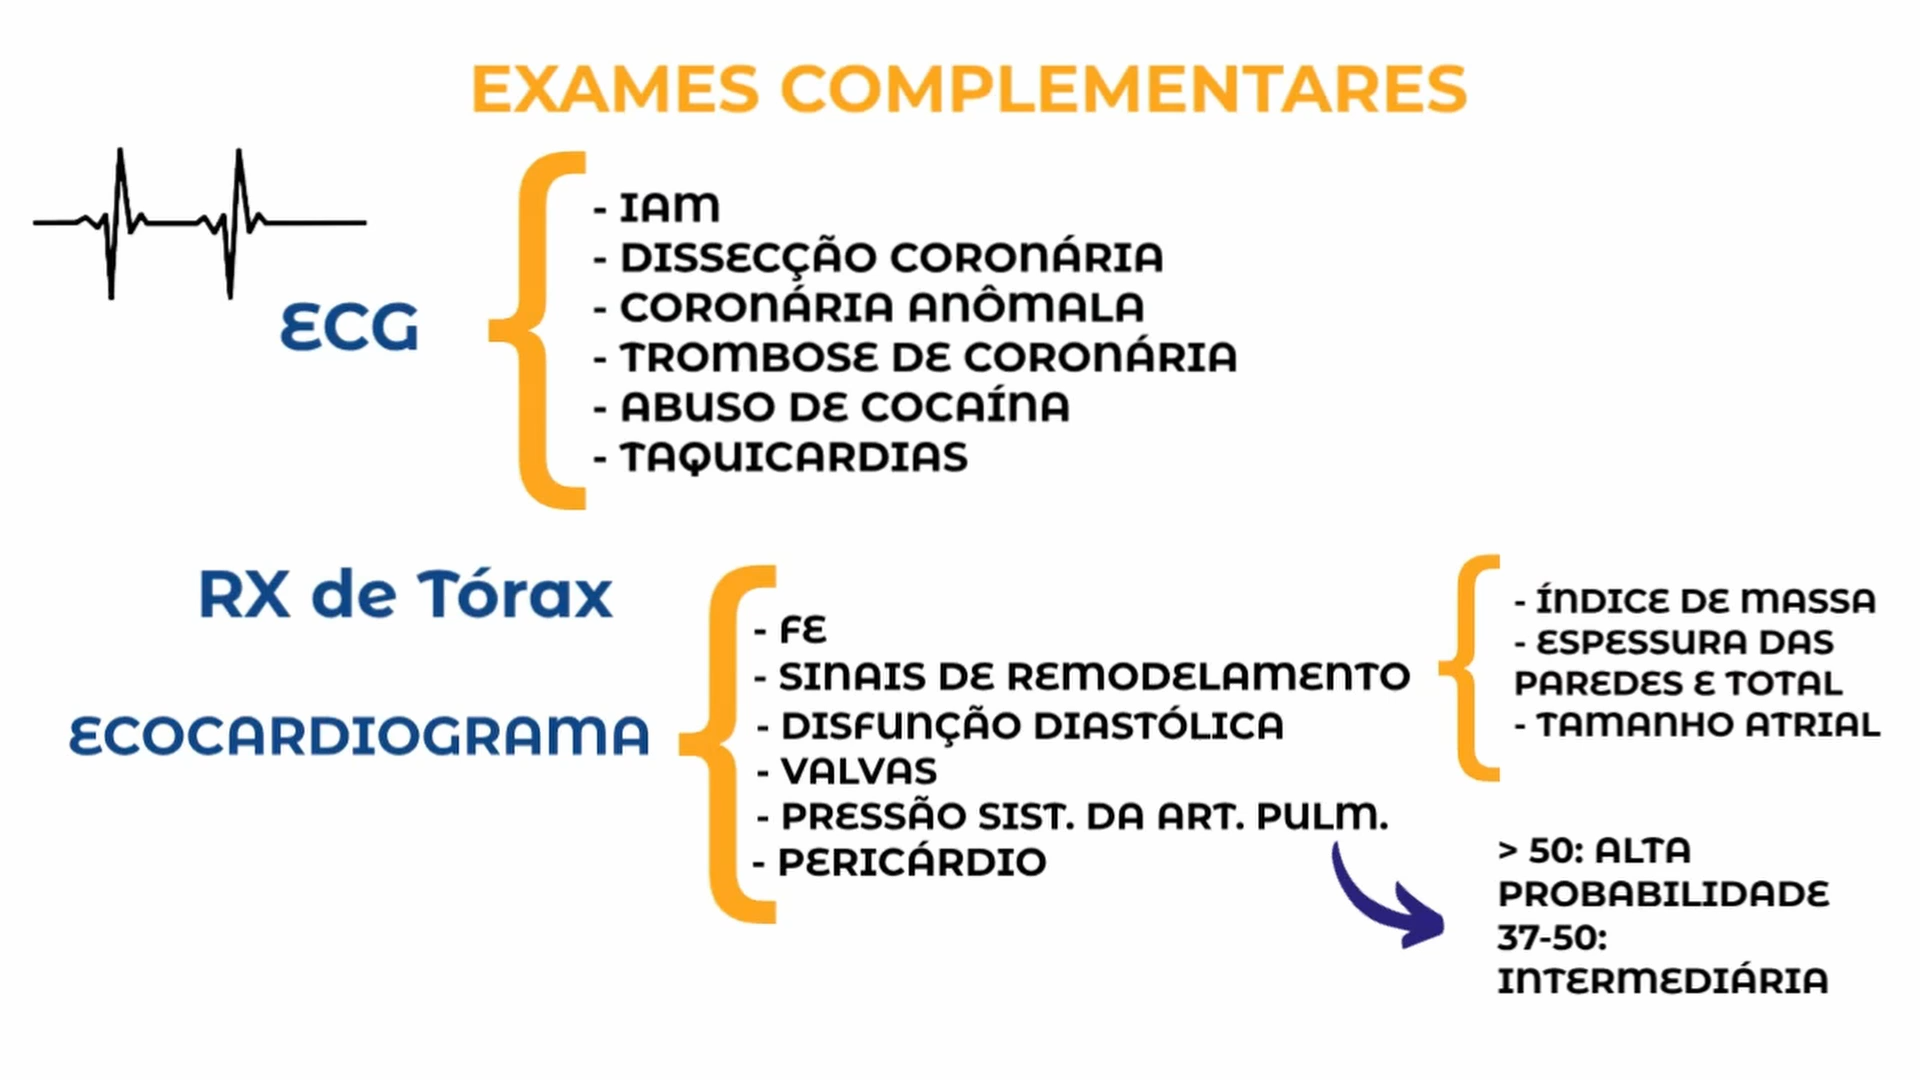 EXAMES COMPLEMENTARES
ECG
- IAM
- DISSECÇÃO CORONÁRIA
- CORONÁRIA ANÔMALA
- TROMBOSE DE CORONÁRIA
- ABUSO DE COCAÍNA
- TAQUICARDIAS
RX de Tórax
ECOCARDIOGRAMA
- FE
- SINAIS DE REMODELAMENTO
- DISFUNÇÃO DIASTÓLICA
- VALVAS
- PRESSÃO SIST. DA ART. PULM.
- PERICÁRDIO
- ÍNDICE DE MASSA
- ESPESSURA DAS
PAREDES E TOTAL
- TAMANHO ATRIAL
> 50: ALTA
PROBABILIDADE
37-50:
INTERMEDIÁRIA